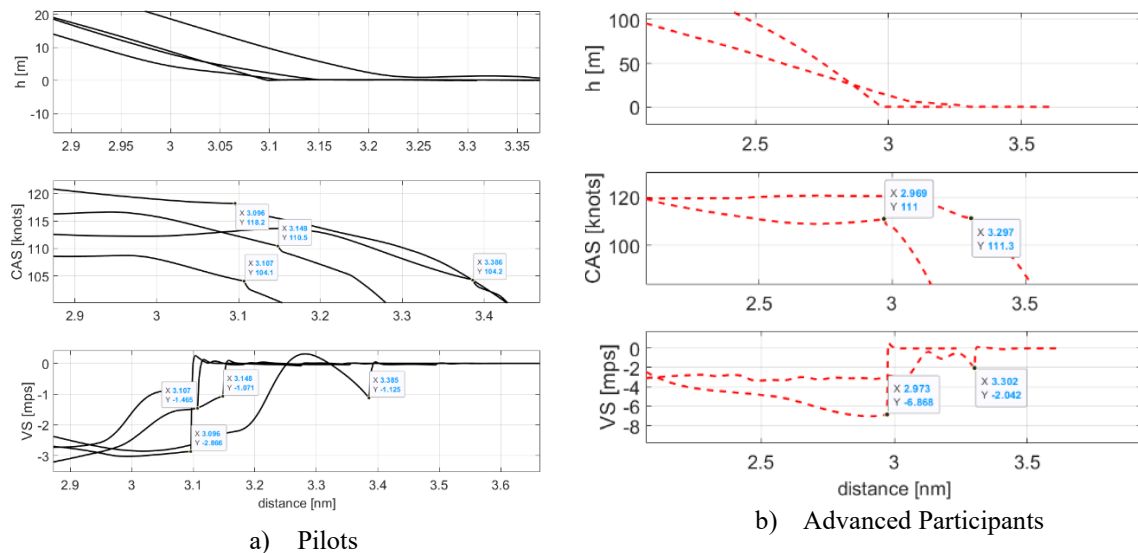 h [m]
20
10
0
-10
2.9 2.95 3 3.05 3.1 3.15 3.2 3.25 3.3 3.35
CAS [knots]
120
115
110
105
X 3.096
Y 118.2
X 3.148
Y 110.5
X 3.107
Y 104.1
X 3.386
Y 104.2
2.9 3 3.1 3.2 3.3 3.4
VS [mps]
0
-1
-2
-3
X 3.107
Y -1.465
X 3.148
Y -1.071
X 3.385
Y -1.125
X 3.096
Y -2.866
2.9 3 3.1 3.2 3.3 3.4 3.5 3.6
distance [nm]
a) Pilots
h [m]
100
50
0
2.5 3 3.5
CAS [knots]
120
100
X 2.969
Y 111
X 3.297
Y 111.3
2.5 3 3.5
VS [mps]
0
-2
-4
-6
-8
X 2.973
Y -6.868
X 3.302
Y -2.042
2.5 3 3.5
distance [nm]
b) Advanced Participants